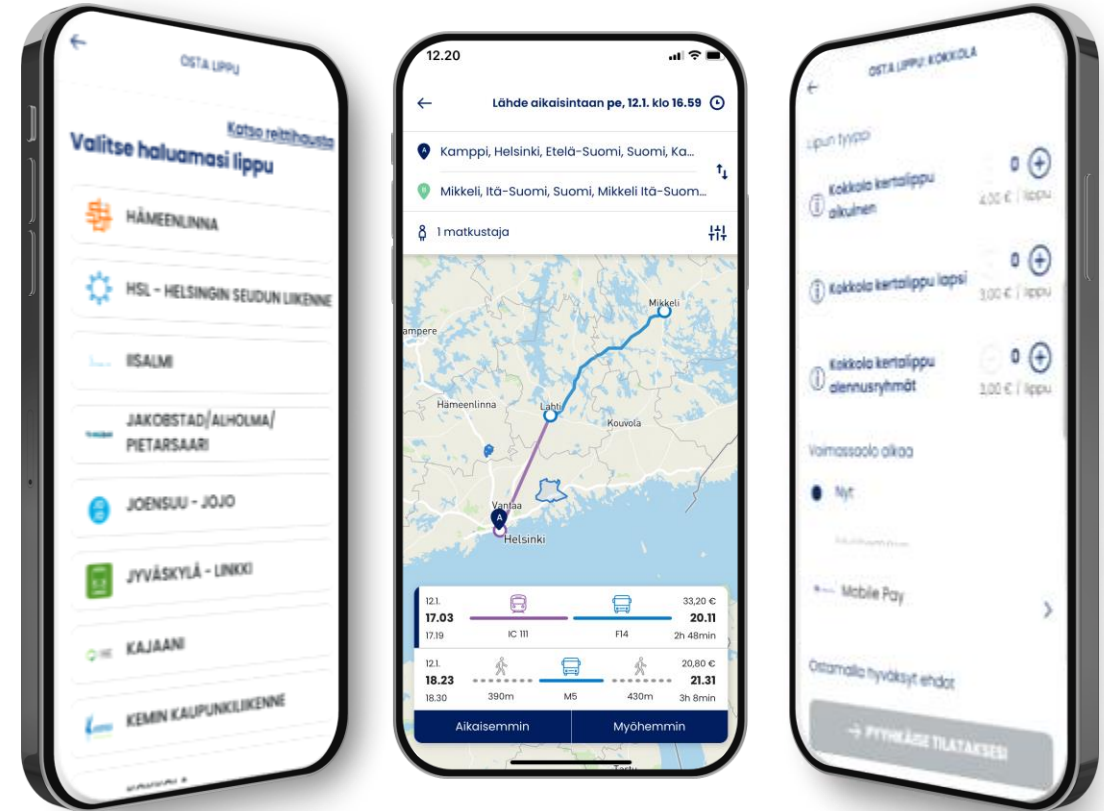 OSTA LIPPU
Katso reittihausta
Valitse haluamasi lippu
HÄMEENLINNA
HSL - HELSINGIN SEUDUN LIIKENNE
IISALMI
JAKOBSTAD/ALHOLMA/
PIETARSAARI
JOENSUU - JOJO
JYVÄSKYLÄ - LINKKI
KAJAANI
KEMIN KAUPUNKILIIKENNE
12.20
Lähde aikaisintaan pe, 12.1. klo 16.59
A Kamppi, Helsinki, Etelä-Suomi, Suomi, Ka...
B Mikkeli, Itä-Suomi, Suomi, Mikkeli Itä-Suom...
1 matkustaja
Mikkeli
ampere
Hämeenlinna
Lahti
Kouvola
Vantaa
A
Helsinki
12.1. 33,20 €
17.03 20.11
17.19 IC 111 F14 2h 48min
12.1. 20,80 €
18.23 21.31
18.30 390m M5 430m 3h 8min
Aikaisemmin Myöhemmin
Tartu
OSTA LIPPU: KOKKOLA
Lipun tyyppi
Kokkola kertalippu
aikuinen
0 +
4,00 € / lippu
Kokkola kertalippu lapsi
0 +
3,00 € / lippu
Kokkola kertalippu
alennusryhmät
0 +
3,00 € / lippu
Voimassaolo alkaa
Nyt
Mobile Pay
Ostamalla hyväksyt ehdot
→ PYYHKÄISE TILATAKSESI